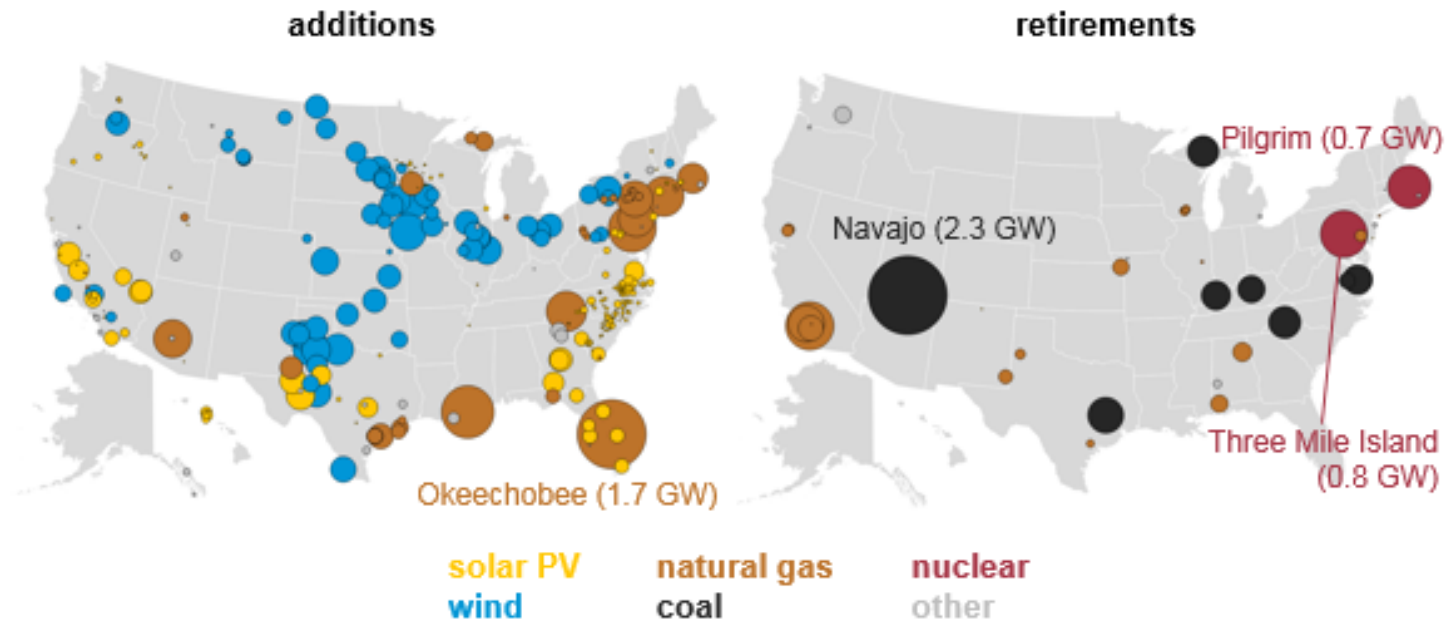 additions
retirements
Pilgrim (0.7 GW)
Navajo (2.3 GW)
Three Mile Island
(0.8 GW)
Okeechobee (1.7 GW)
solar PV
natural gas
nuclear
wind
coal
other